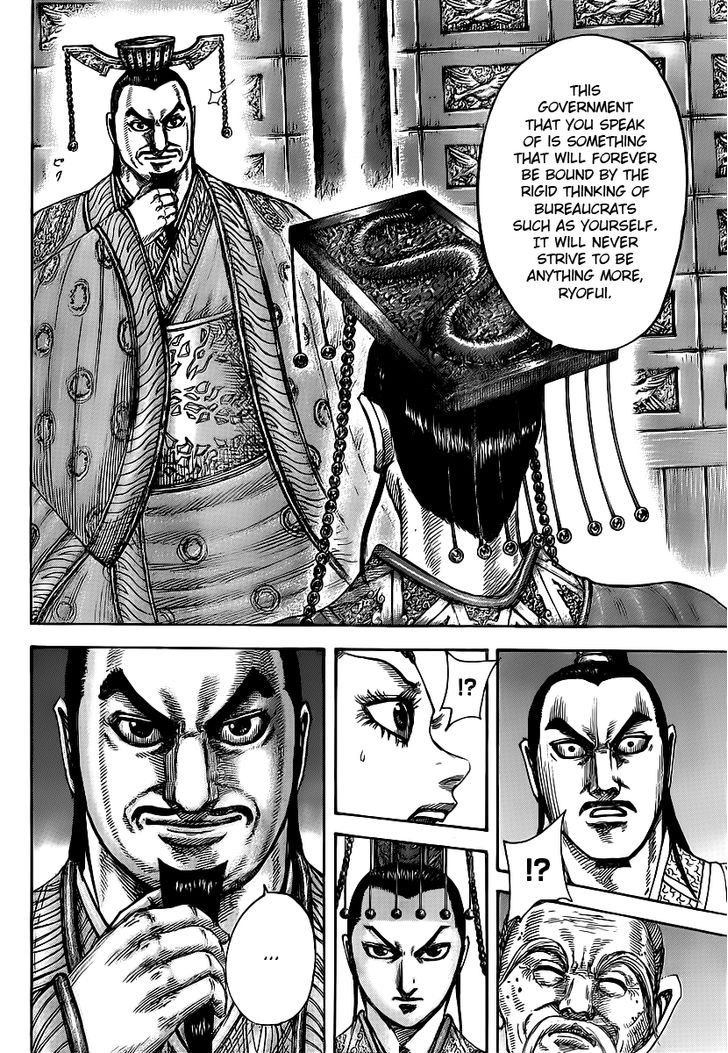 THIS
GOVERNMENT
THAT YOU SPEAK
OF IS SOMETHING
THAT WILL FOREVER
BE BOUND BY THE
RIGID THINKING OF
BUREAUCRATS
SUCH AS YOURSELF.
IT WILL NEVER
STRIVE TO BE
ANYTHING MORE,
RYOFUI.
!?
!?
...